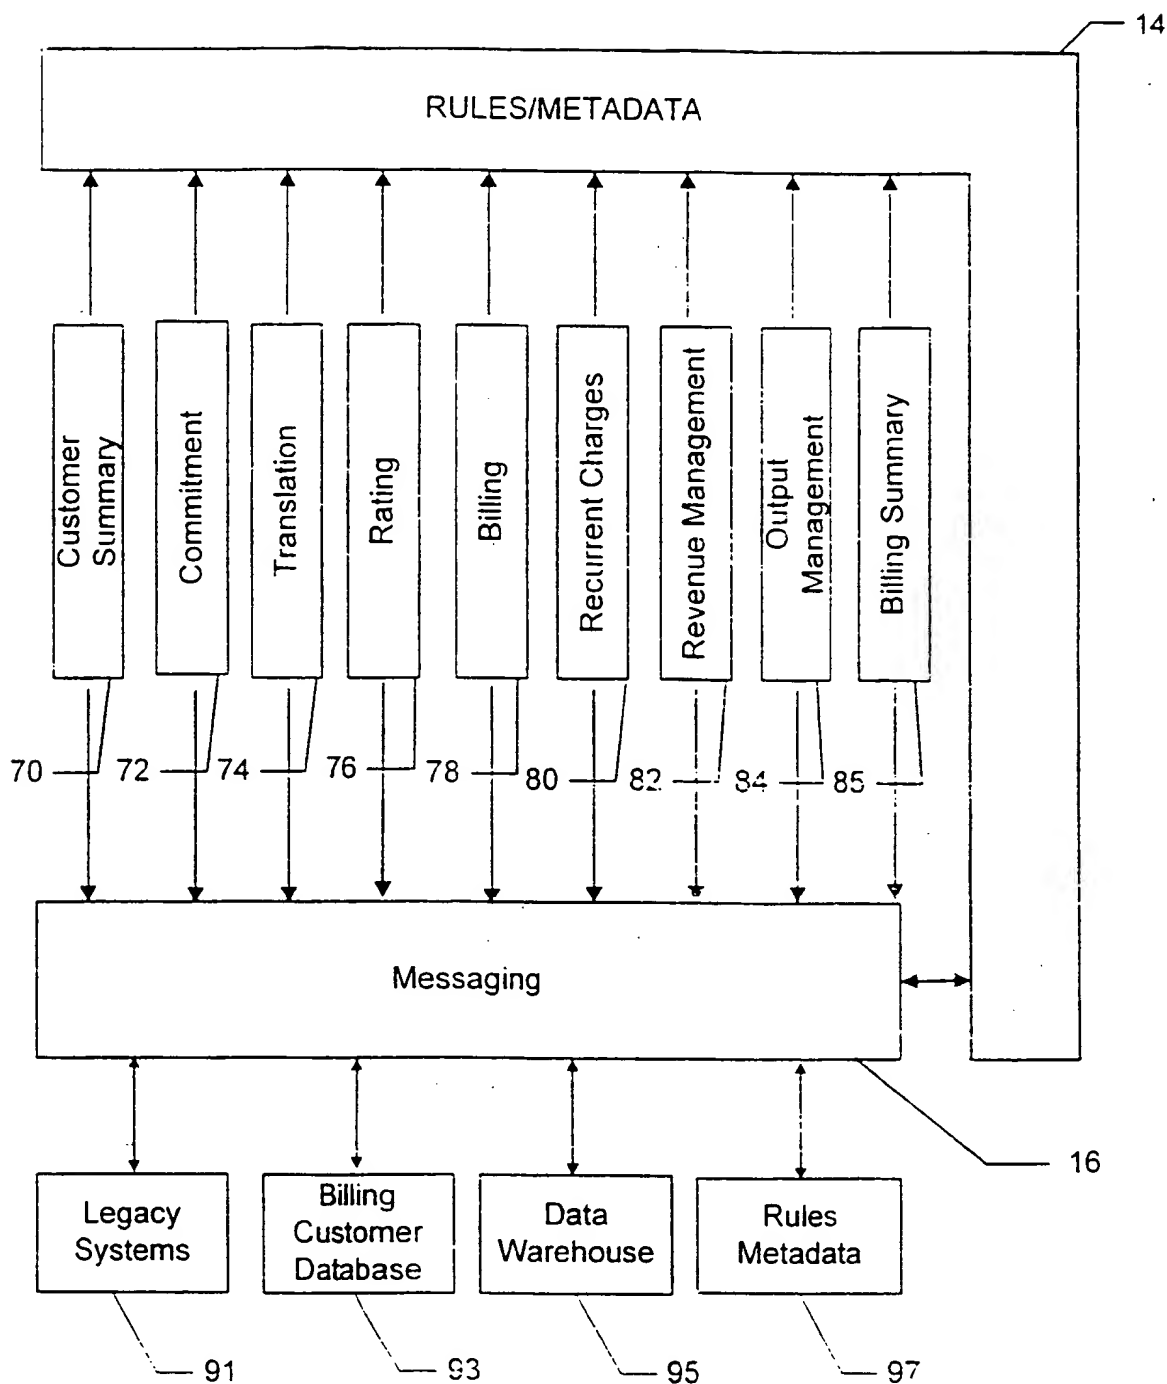 14
RULES/METADATA
Customer
Summary
Commitment
Translation
Rating
Billing
Recurrent Charges
Revenue Management
Output
Management
Billing Summary
70
72
74
76
78
80
82
84
85
Messaging
16
Legacy
Systems
Billing
Customer
Database
Data
Warehouse
Rules
Metadata
91
93
95
97